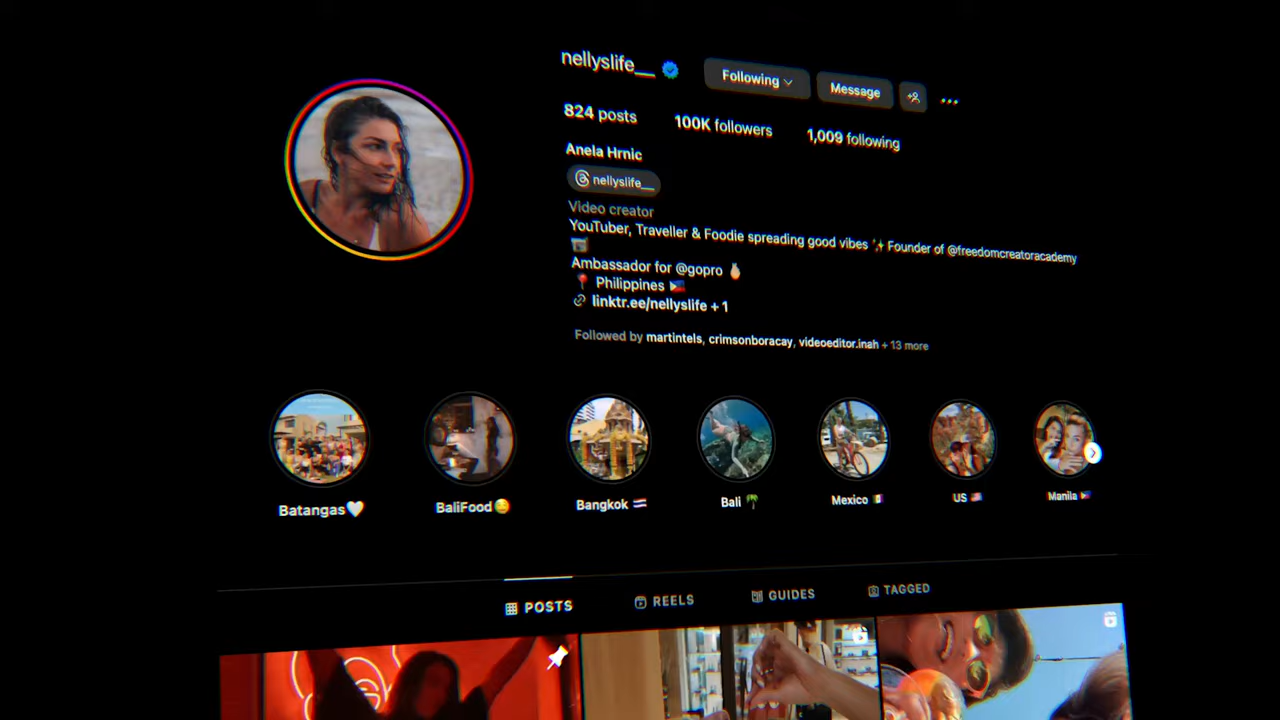 nellyslife__ Following Message
824 posts 100K followers 1,009 following
Anela Hrnic
nellyslife__
Video creator
YouTuber, Traveller & Foodie spreading good vibes ✨ Founder of @freedomcreatoracademy
Ambassador for @gopro
📍 Philippines 🇵🇭
linktr.ee/nellyslife + 1
Followed by martintels, crimsonboracay, videoeditor.inah + 13 more
Batangas🤍 BaliFood😋 Bangkok 🇹🇭 Bali 🌴 Mexico 🇲🇽 US 🇺🇸 Manila 🇵🇭
POSTS REELS GUIDES TAGGED